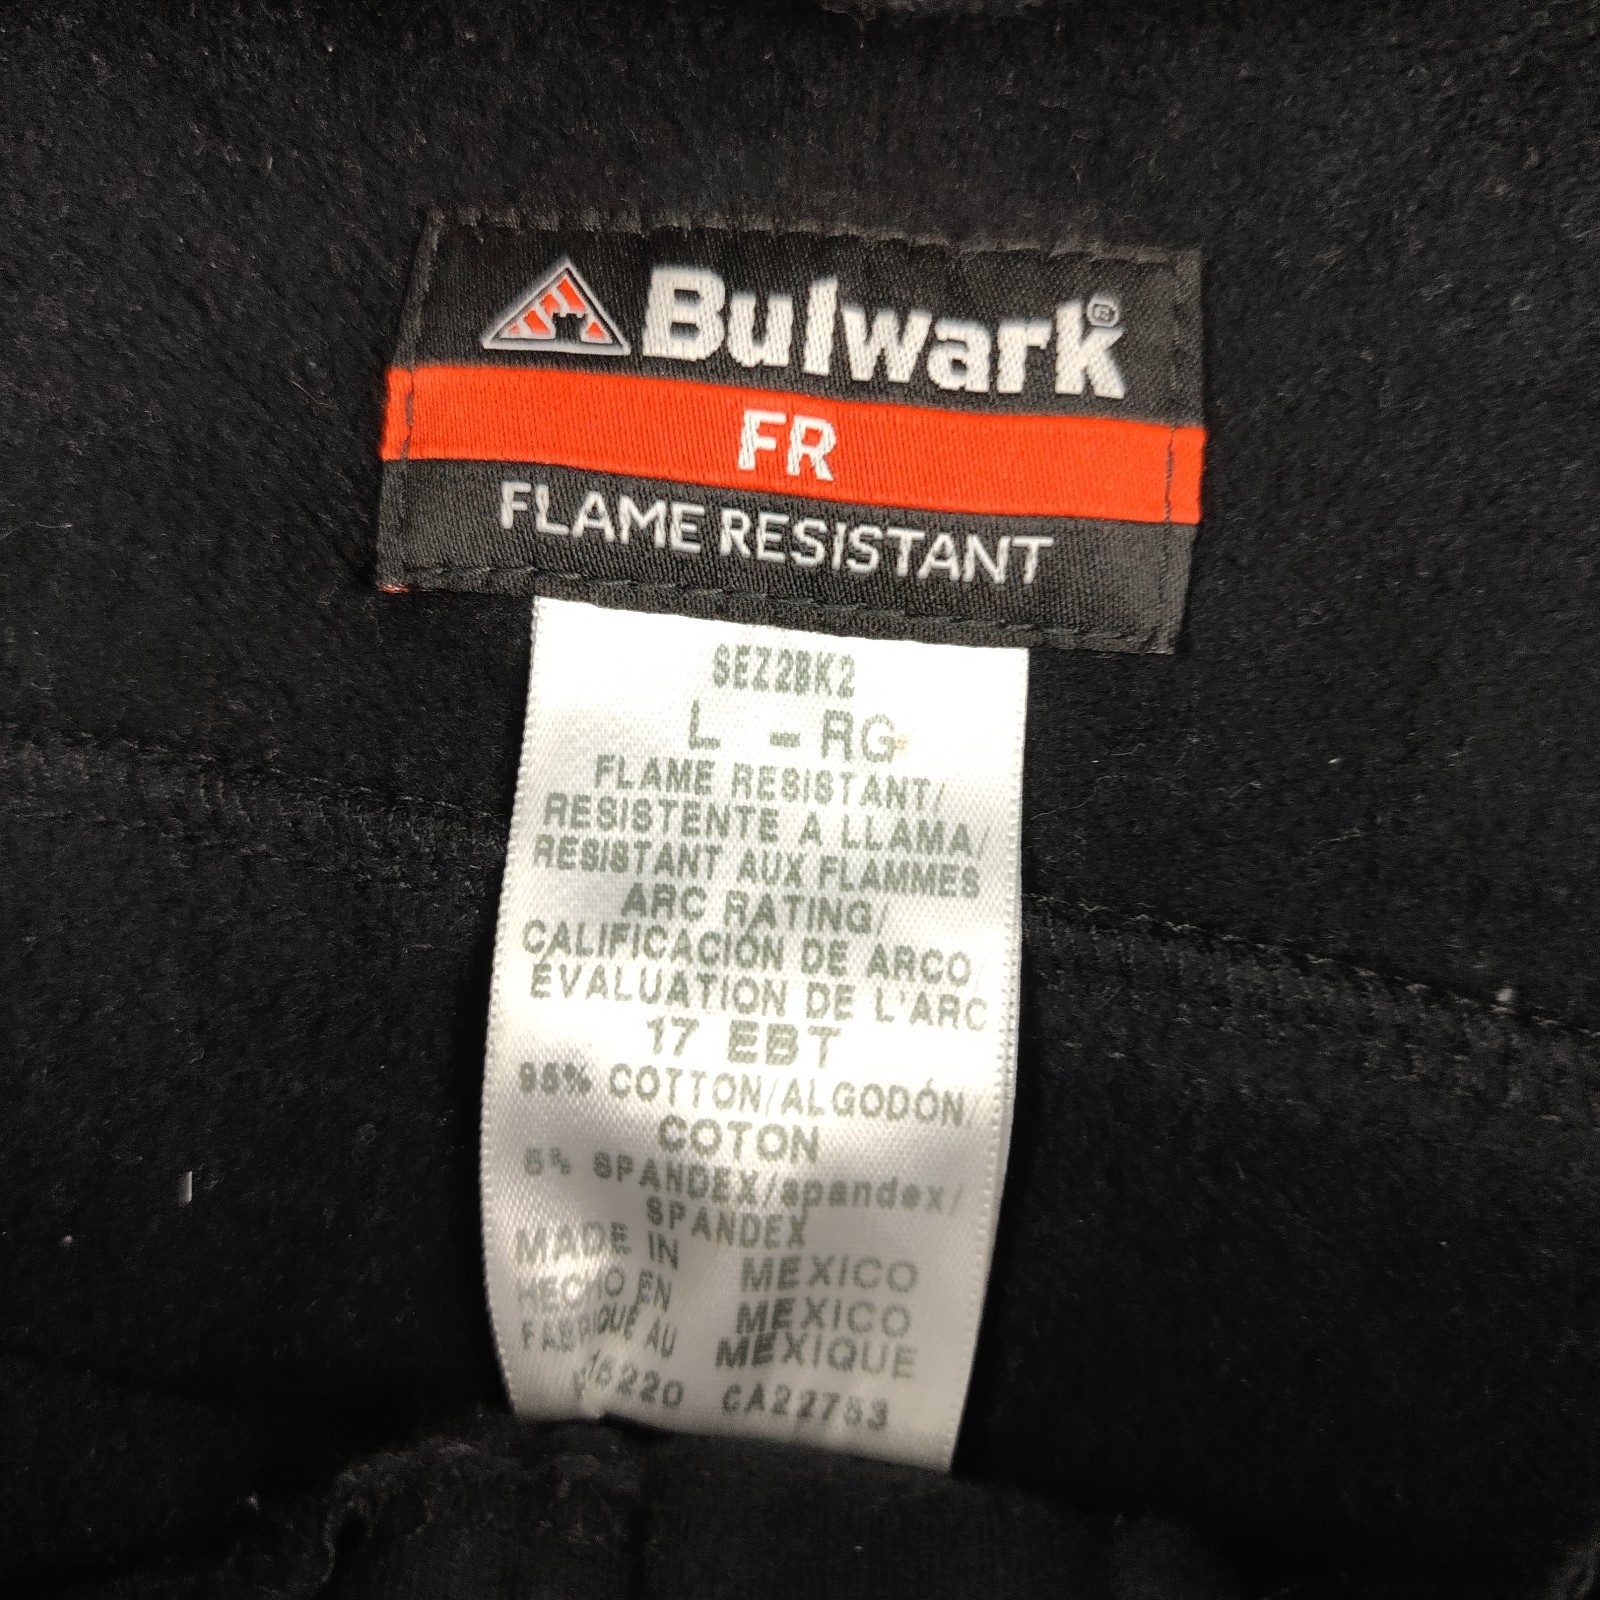 Bulwark®
FR
FLAME RESISTANT
SEZ2BK2
L - RG
FLAME RESISTANT/
RESISTENTE A LLAMA/
RESISTANT AUX FLAMMES
ARC RATING/
CALIFICACIÓN DE ARCO/
ÉVALUATION DE L'ARC
17 EBT
95% COTTON/ALGODÓN/
COTON
5% SPANDEX/spandex/
SPANDEX
MADE IN MEXICO
HECHO EN MEXICO
FABRIQUÉ AU MEXIQUE
CA22753